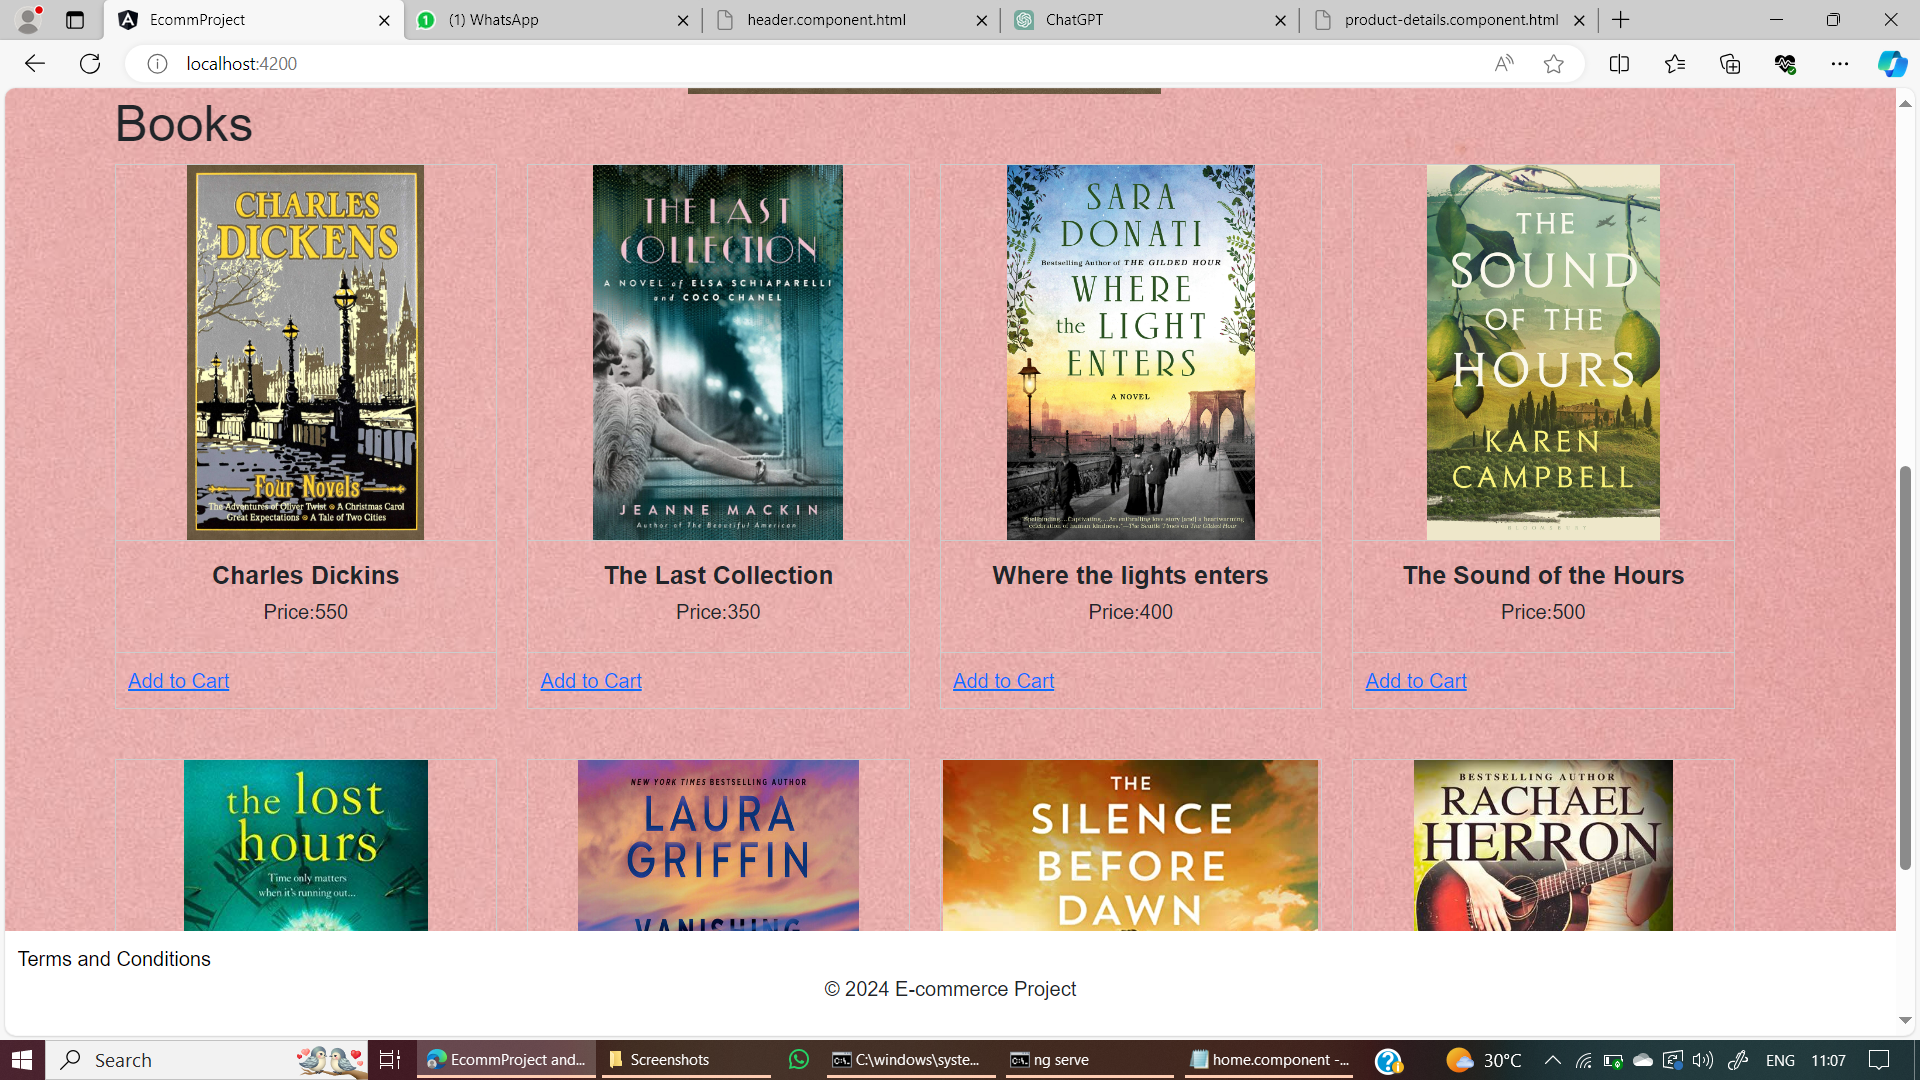 EcommProject
(1) WhatsApp
header.component.html
ChatGPT
product-details.component.html
localhost:4200
Books
CHARLES
DICKENS
Four Novels
The Adventures of Oliver Twist A Christmas Carol
Great Expectations A Tale of Two Cities
THE LAST
COLLECTION
A NOVEL of ELSA SCHIAPARELLI
and COCO CHANEL
JEANNE MACKIN
Author of The Beautiful American
SARA
DONATI
Bestselling Author of THE GILDED HOUR
WHERE
the LIGHT
ENTERS
A NOVEL
THE
SOUND
OF THE
HOURS
KAREN
CAMPBELL
BLOOMSBURY
Charles Dickins
The Last Collection
Where the lights enters
The Sound of the Hours
Price:550
Price:350
Price:400
Price:500
Add to Cart
Add to Cart
Add to Cart
Add to Cart
the lost
hours
Time only matters
when it's running out...
NEW YORK TIMES BESTSELLING AUTHOR
LAURA
GRIFFIN
VANISHING
THE
SILENCE
BEFORE
DAWN
BESTSELLING AUTHOR
RACHAEL
HERRON
Terms and Conditions
© 2024 E-commerce Project
Search
EcommProject and...
Screenshots
C:\windows\syste...
ng serve
home.component -...
30°C
ENG
11:07